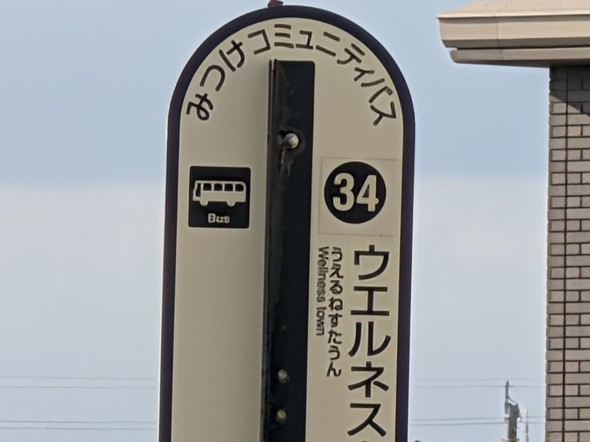 みつけコミュニティバス
Bus
34
ウエルネス
うえるねすたうん
Wellness town